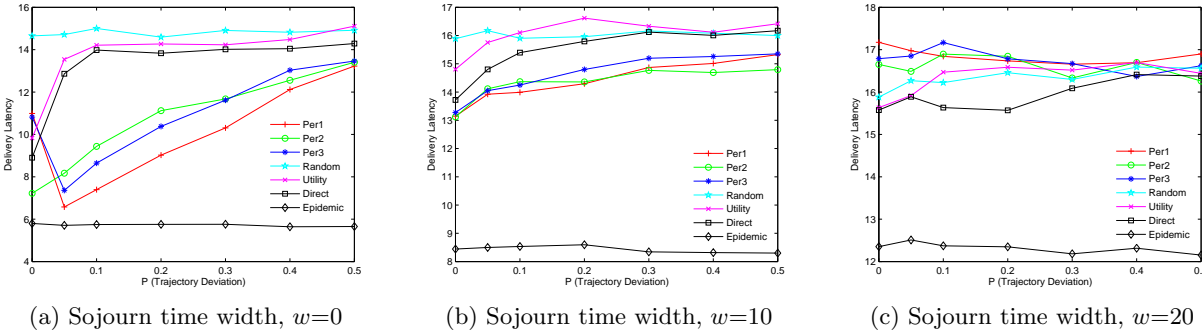 16
14
12
10
8
6
4
0
0.1
0.2
0.3
0.4
0.5
Delivery Latency
P (Trajectory Deviation)
Per1
Per2
Per3
Random
Utility
Direct
Epidemic
(a) Sojourn time width, w=0
17
16
15
14
13
12
11
10
9
8
0
0.1
0.2
0.3
0.4
0.5
Delivery Latency
P (Trajectory Deviation)
Per1
Per2
Per3
Random
Utility
Direct
Epidemic
(b) Sojourn time width, w=10
18
17
16
15
14
13
12
0
0.1
0.2
0.3
0.4
0.
Delivery Latency
P (Trajectory Deviation)
Per1
Per2
Per3
Random
Utility
Direct
Epidemic
(c) Sojourn time width, w=20